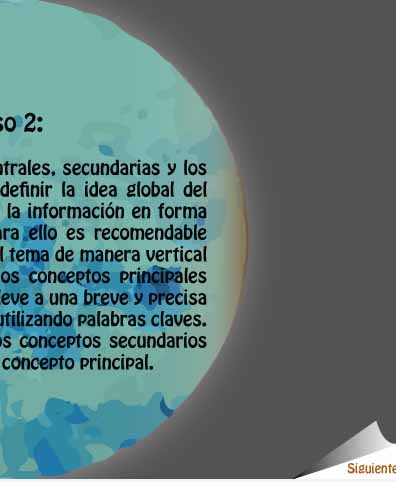 so 2:
ntrales, secundarias y los
definir la idea global del
la información en forma
ara ello es recomendable
l tema de manera vertical
os conceptos principales
leve a una breve y precisa
utilizando palabras claves.
os conceptos secundarios
concepto principal.
Siguiente